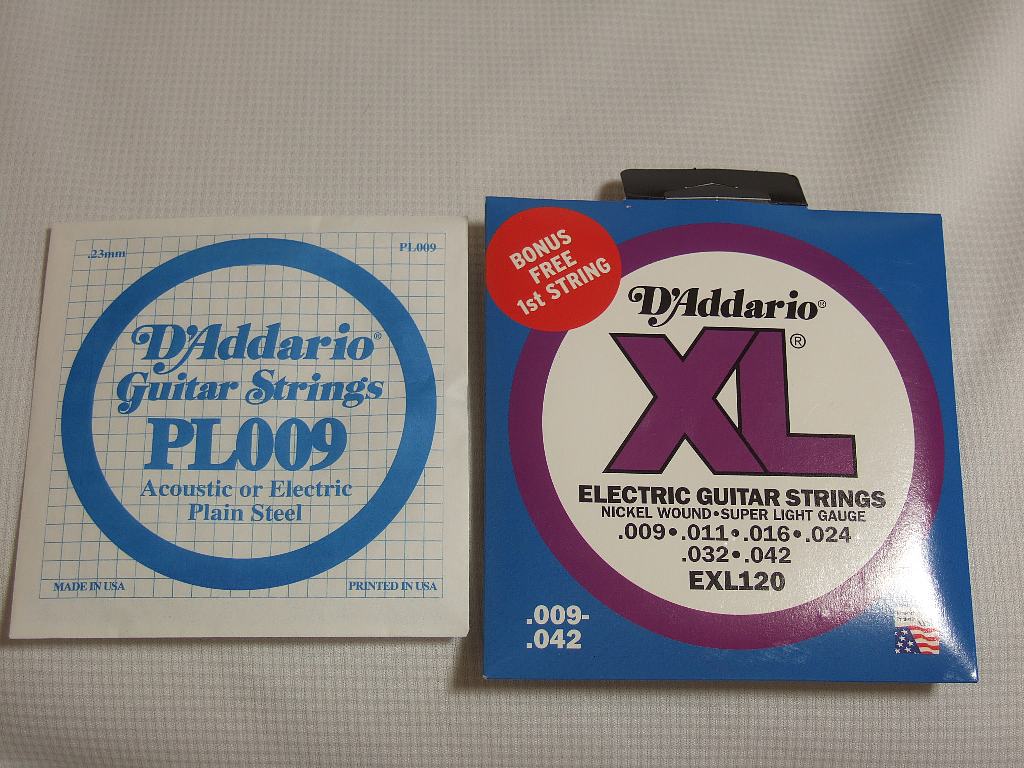 .23mm
PL009
D'Addario®
Guitar Strings
PL009
Acoustic or Electric
Plain Steel
MADE IN USA
PRINTED IN USA
BONUS
FREE
1st STRING
D'Addario®
XL®
ELECTRIC GUITAR STRINGS
NICKEL WOUND•SUPER LIGHT GAUGE
.009•.011•.016•.024
.032•.042
EXL120
.009-
.042